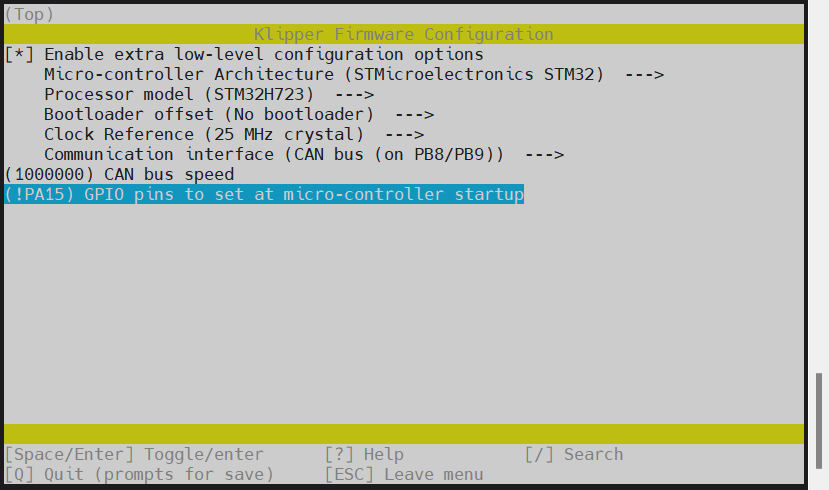 (Top)
Klipper Firmware Configuration
[*] Enable extra low-level configuration options
Micro-controller Architecture (STMicroelectronics STM32) --->
Processor model (STM32H723) --->
Bootloader offset (No bootloader) --->
Clock Reference (25 MHz crystal) --->
Communication interface (CAN bus (on PB8/PB9)) --->
(1000000) CAN bus speed
(!PA15) GPIO pins to set at micro-controller startup
[Space/Enter] Toggle/enter [?] Help [/] Search
[Q] Quit (prompts for save) [ESC] Leave menu